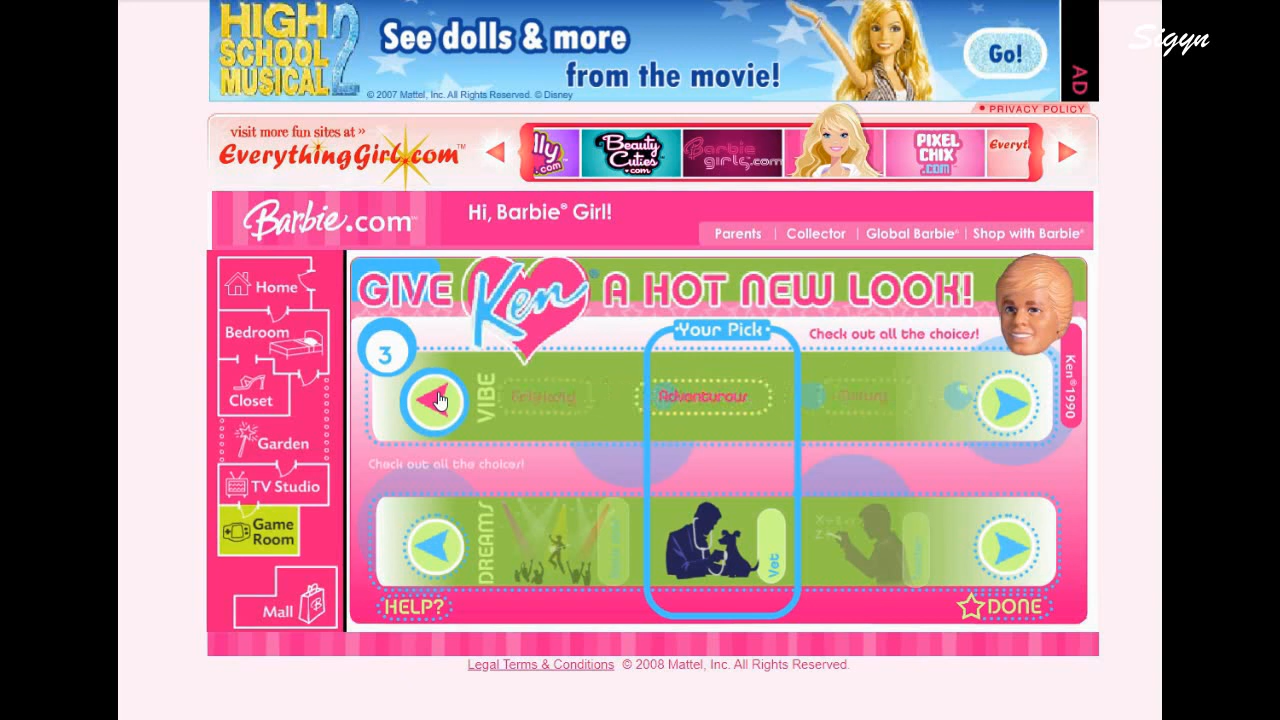 HIGH
SCHOOL
MUSICAL 2
See dolls & more
from the movie!
Go!
AD
© 2007 Mattel, Inc. All Rights Reserved. © Disney
Sigyn
• PRIVACY POLICY
visit more fun sites at »
EverythingGirl.com™
lly
.com
Beauty
Cuties
.com
Barbie
girls.com
PIXEL
CHIX
.COM
Everyt
Barbie.com™
Hi, Barbie® Girl!
Parents | Collector | Global Barbie® | Shop with Barbie®
Home
Bedroom
Closet
Garden
TV Studio
Game
Room
Mall
GIVE Ken® A HOT NEW LOOK!
Your Pick
Check out all the choices!
3
Ken® 1990
VIBE
Adventurous
Check out all the choices!
DREAMS
Vet
HELP?
DONE
Legal Terms & Conditions © 2008 Mattel, Inc. All Rights Reserved.